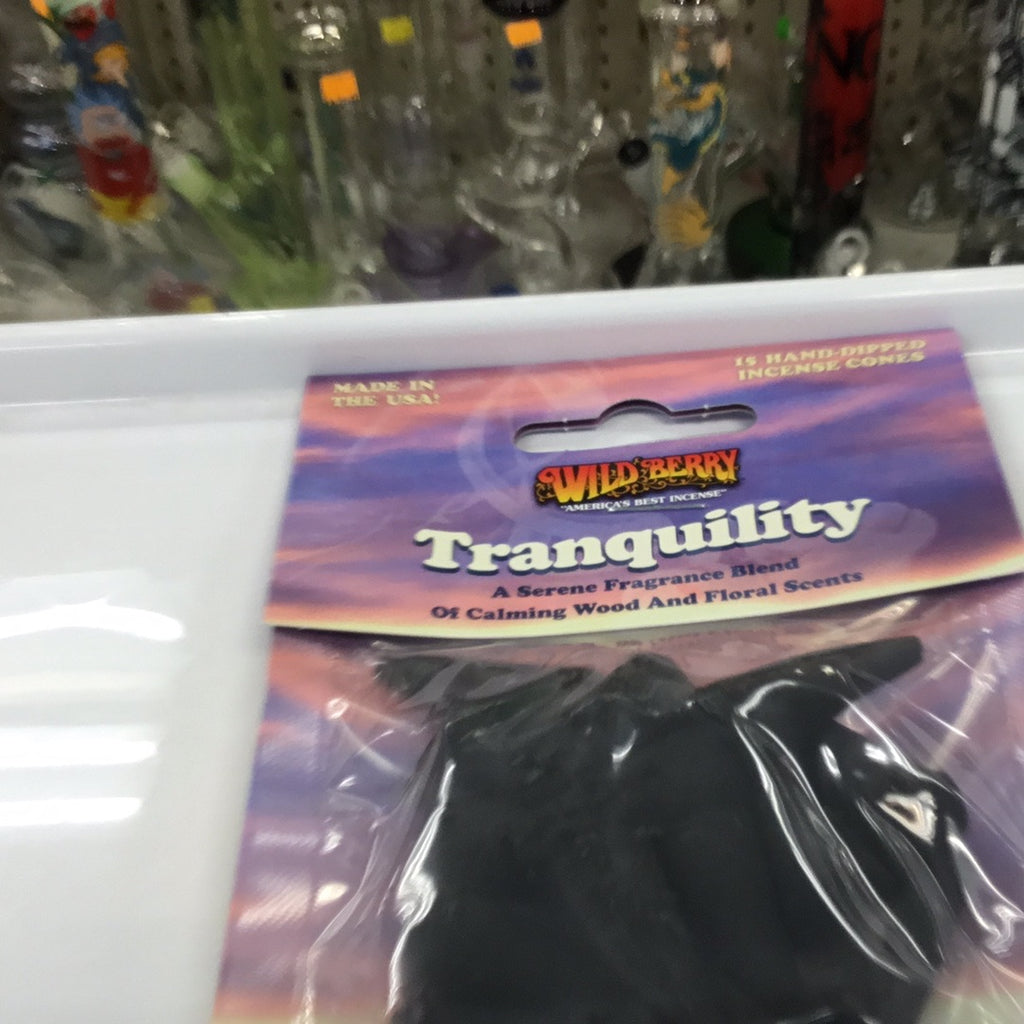 MADE IN
THE USA!
15 HAND-DIPPED
INCENSE CONES
WILD BERRY
"AMERICA'S BEST INCENSE"
Tranquility
A Serene Fragrance Blend
Of Calming Wood And Floral Scents